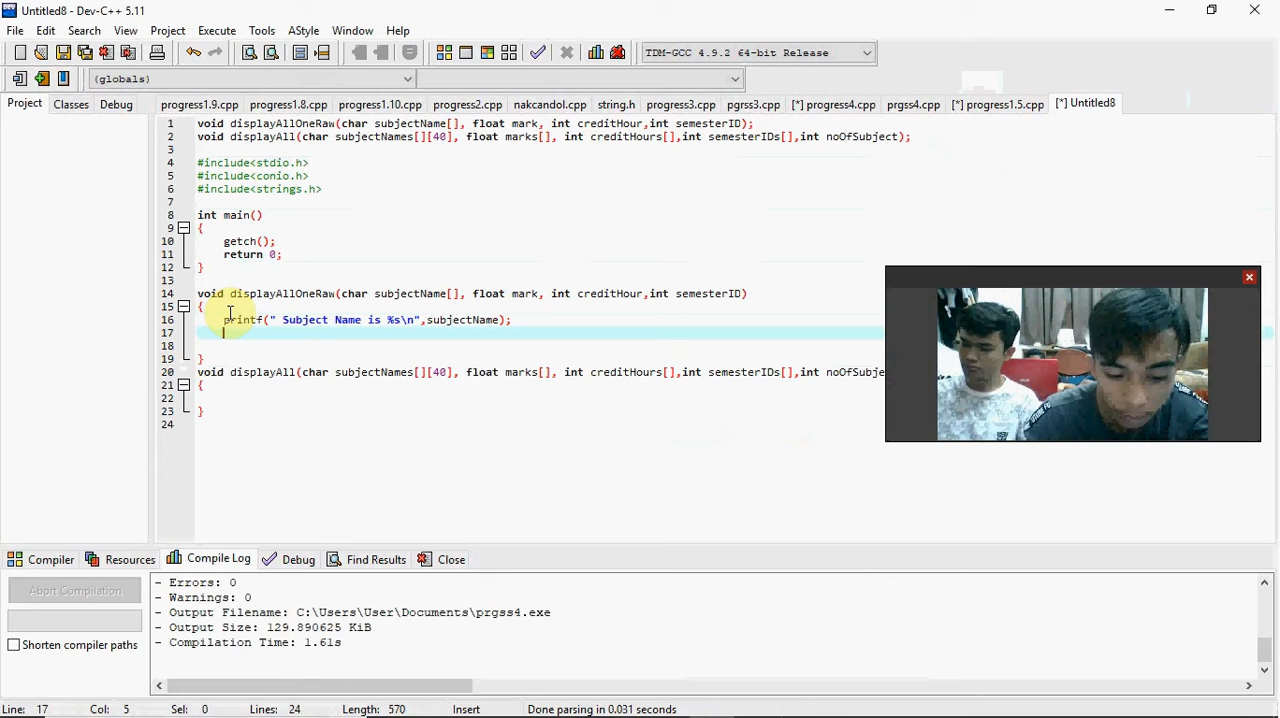 Untitled8 - Dev-C++ 5.11
File Edit Search View Project Execute Tools AStyle Window Help
TDM-GCC 4.9.2 64-bit Release
(globals)
Project Classes Debug
progress1.9.cpp progress1.8.cpp progress1.10.cpp progress2.cpp nakcandol.cpp string.h progress3.cpp prgss3.cpp [*] progress4.cpp prgss4.cpp [*] progress1.5.cpp [*] Untitled8
1 void displayAllOneRaw(char subjectName[], float mark, int creditHour,int semesterID);
2 void displayAll(char subjectNames[][40], float marks[], int creditHours[],int semesterIDs[],int noOfSubject);
3
4 #include<stdio.h>
5 #include<conio.h>
6 #include<strings.h>
7
8 int main()
9 {
10 getch();
11 return 0;
12 }
13
14 void displayAllOneRaw(char subjectName[], float mark, int creditHour,int semesterID)
15 {
16 printf(" Subject Name is %s\n",subjectName);
17
18
19 }
20 void displayAll(char subjectNames[][40], float marks[], int creditHours[],int semesterIDs[],int noOfSubje
21 {
22
23 }
24
Compiler Resources Compile Log Debug Find Results Close
Abort Compilation
Shorten compiler paths
- Errors: 0
- Warnings: 0
- Output Filename: C:\Users\User\Documents\prgss4.exe
- Output Size: 129.890625 KiB
- Compilation Time: 1.61s
Line: 17 Col: 5 Sel: 0 Lines: 24 Length: 570 Insert Done parsing in 0.031 seconds